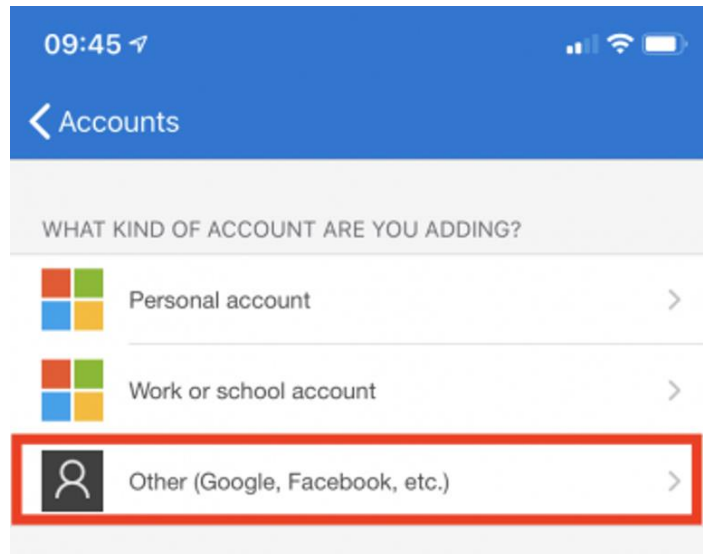 09:45
Accounts
WHAT KIND OF ACCOUNT ARE YOU ADDING?
Personal account
Work or school account
Other (Google, Facebook, etc.)